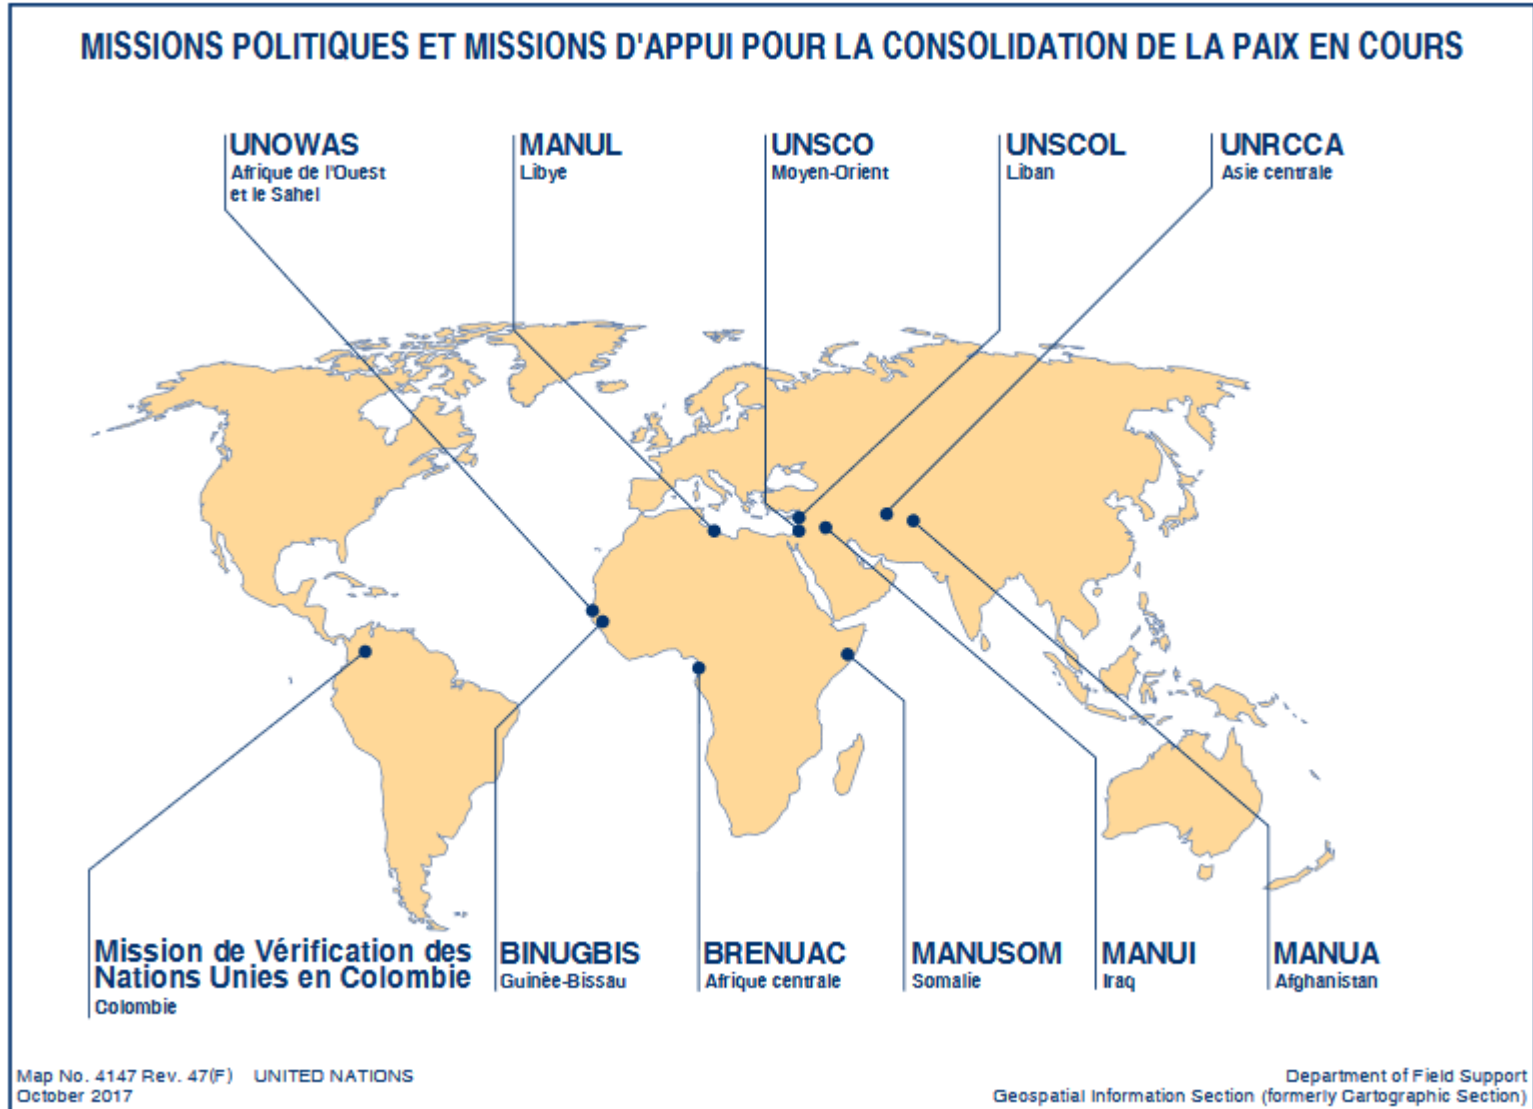 MISSIONS POLITIQUES ET MISSIONS D'APPUI POUR LA CONSOLIDATION DE LA PAIX EN COURS
UNOWAS
Afrique de l'Ouest
et le Sahel
MANUL
Libye
UNSCO
Moyen-Orient
UNSCOL
Liban
UNRCCA
Asie centrale
Mission de Vérification des
Nations Unies en Colombie
Colombie
BINUGBIS
Guinèe-Bissau
BRENUAC
Afrique centrale
MANUSOM
Somalie
MANUI
Iraq
MANUA
Afghanistan
Map No. 4147 Rev. 47(F) UNITED NATIONS
October 2017
Department of Field Support
Geospatial Information Section (formerly Cartographic Section)